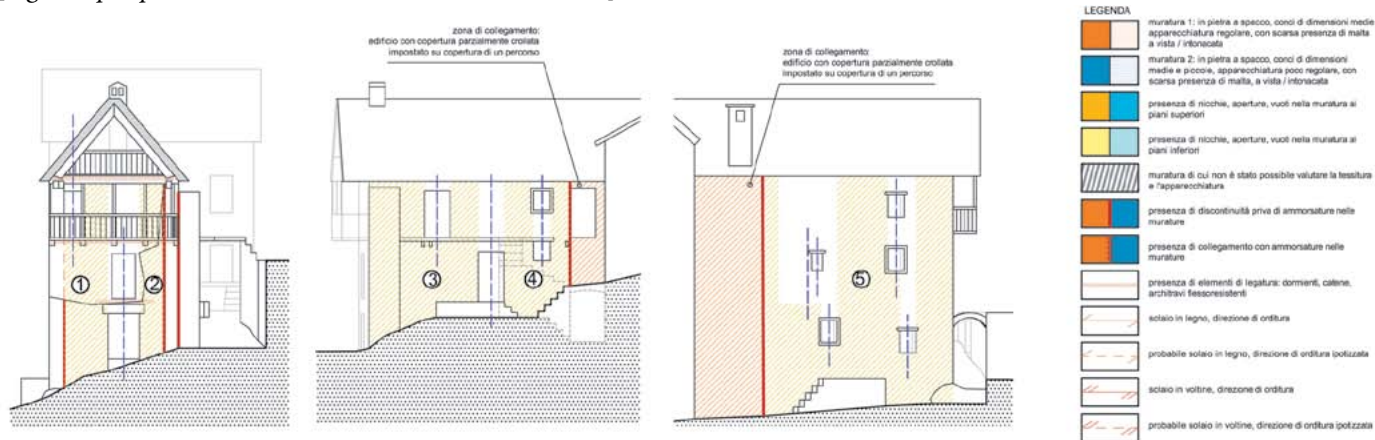 zona di collegamento:
edificio con copertura parzialmente crollata
impostato su copertura di un percorso
zona di collegamento:
edificio con copertura parzialmente crollata
impostato su copertura di un percorso
1
2
3
4
5
LEGENDA
muratura 1: in pietra a spacco, conci di dimensioni medie
apparecchiatura regolare, con scarsa presenza di malta
a vista / intonacata
muratura 2: in pietra a spacco, conci di dimensioni
medie e piccole, apparecchiatura poco regolare, con
scarsa presenza di malta, a vista / intonacata
presenza di nicchie, aperture, vuoti nella muratura ai
piani superiori
presenza di nicchie, aperture, vuoti nella muratura ai
piani inferiori
muratura di cui non è stato possibile valutare la tessitura
e l'apparecchiatura
presenza di discontinuità priva di ammorsature nelle
murature
presenza di collegamento con ammorsature nelle
murature
presenza di elementi di legatura: dormienti, catene,
architravi flessoresistenti
solaio in legno, direzione di orditura
probabile solaio in legno, direzione di orditura ipotizzata
solaio in voltine, direzione di orditura
probabile solaio in voltine, direzione di orditura ipotizzata